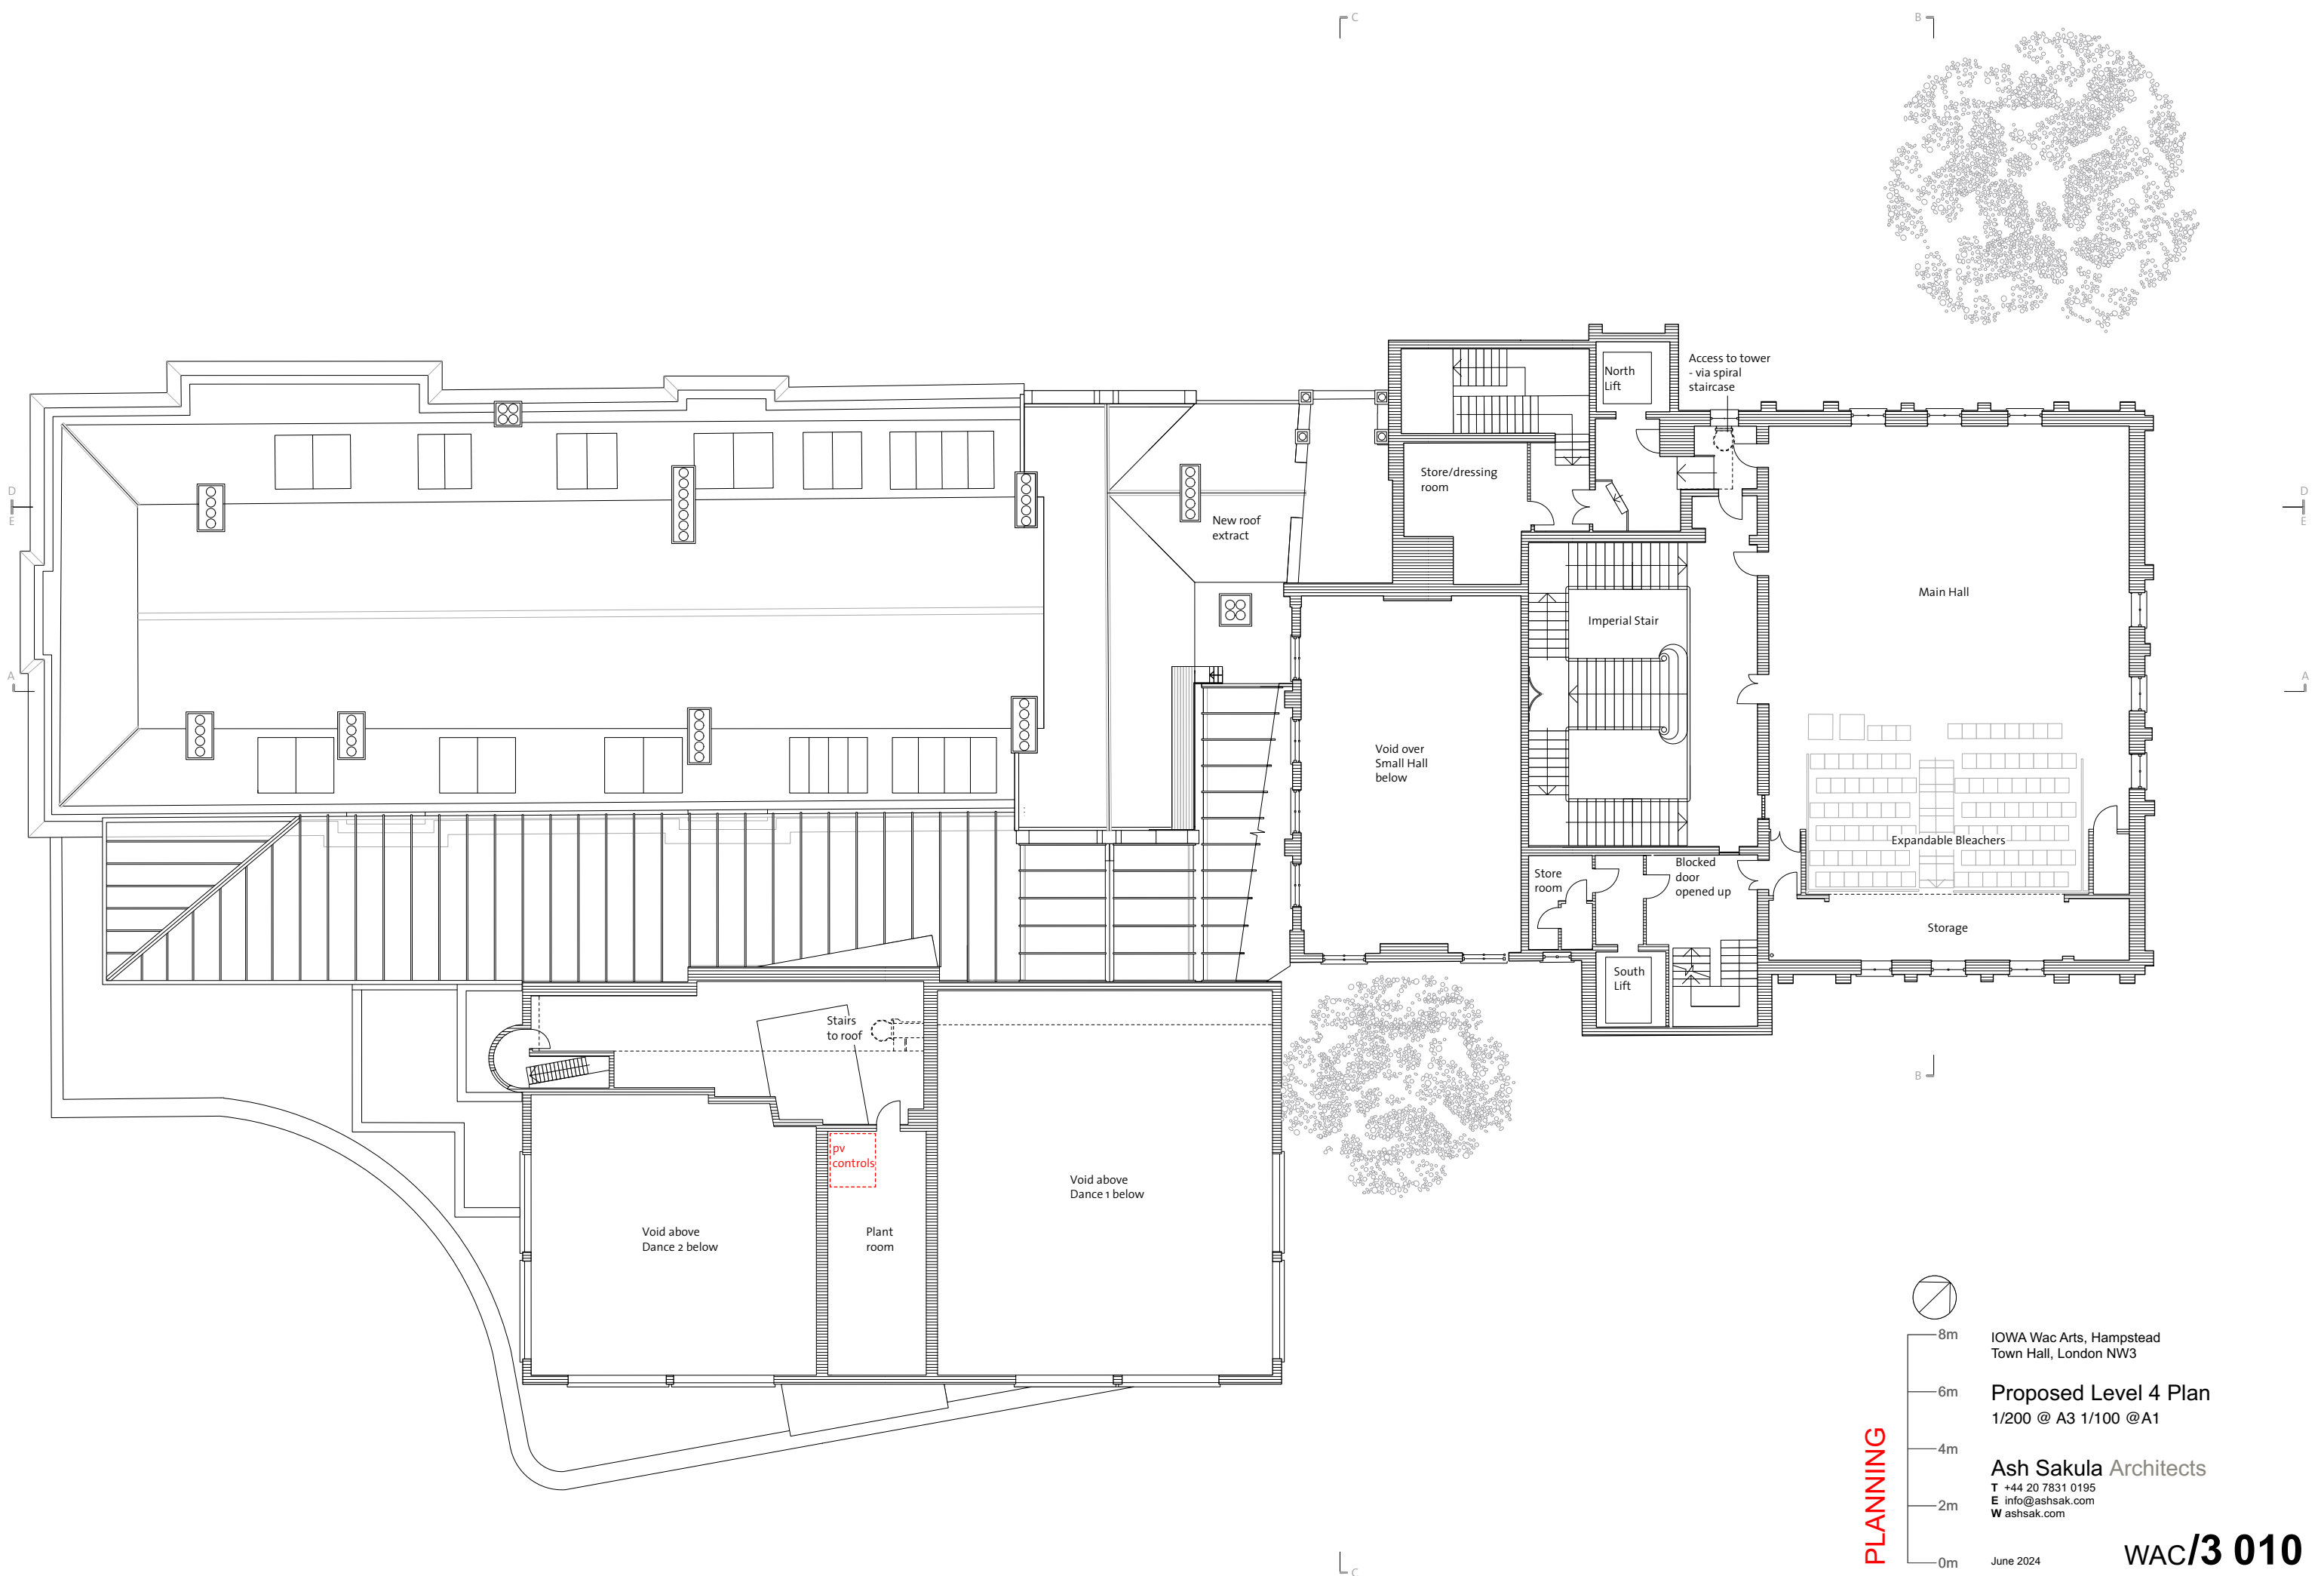 C
B
Access to tower
- via spiral
staircase
North
Lift
Store/dressing
room
D
E
D
E
New roof
extract
Main Hall
Imperial Stair
A
A
Void over
Small Hall
below
Expandable Bleachers
Blocked
door
opened up
Store
room
Storage
South
Lift
Stairs
to roof
B
pv
controls
Void above
Dance 1 below
Void above
Dance 2 below
Plant
room
8m
6m
4m
2m
0m
PLANNING
IOWA Wac Arts, Hampstead
Town Hall, London NW3
Proposed Level 4 Plan
1/200 @ A3 1/100 @A1
Ash Sakula Architects
T +44 20 7831 0195
E info@ashsak.com
W ashsak.com
June 2024
WAC/3 010
C